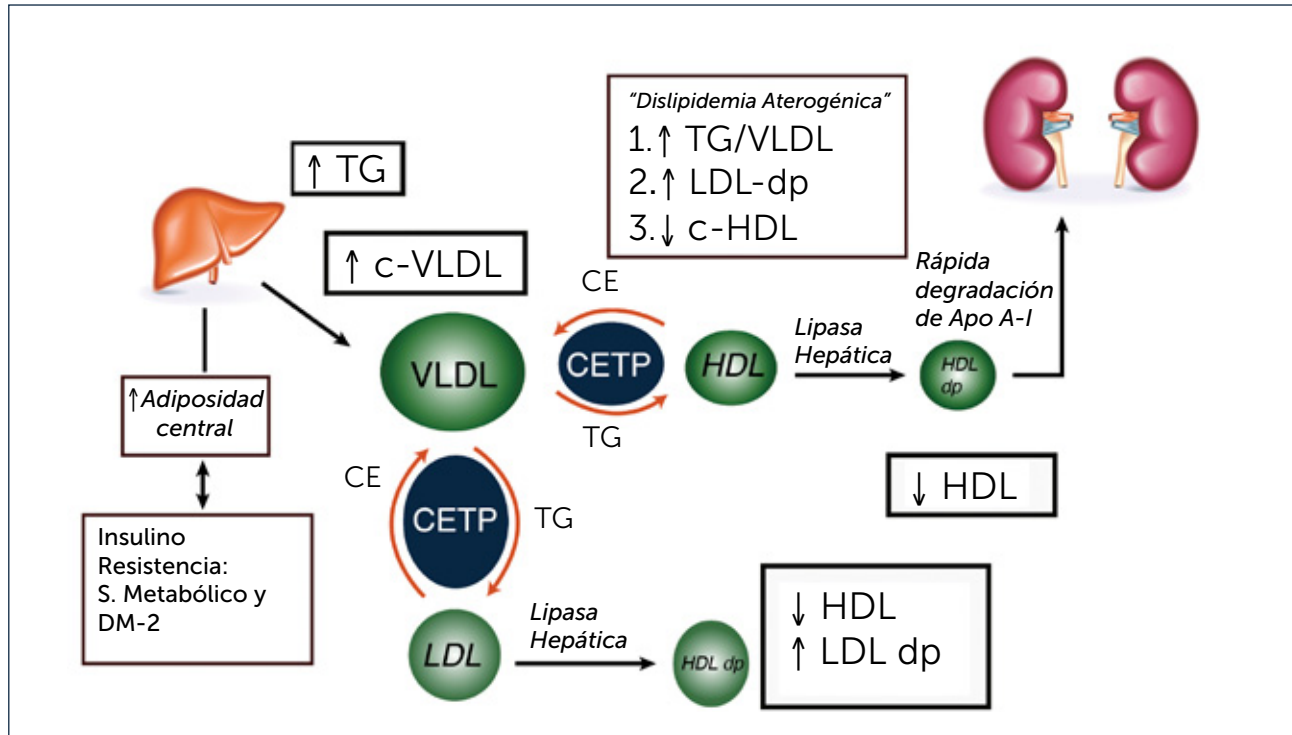 "Dislipidemia Aterogénica"
1. ↑ TG/VLDL
2. ↑ LDL-dp
3. ↓ c-HDL
↑ TG
↑ c-VLDL
VLDL
CE
CETP
TG
HDL
Lipasa
Hepática
Rápida
degradación
de Apo A-I
HDL
dp
↓ HDL
↑ Adiposidad
central
Insulino
Resistencia:
S. Metabólico y
DM-2
CE
CETP
TG
LDL
Lipasa
Hepática
HDL dp
↓ HDL
↑ LDL dp